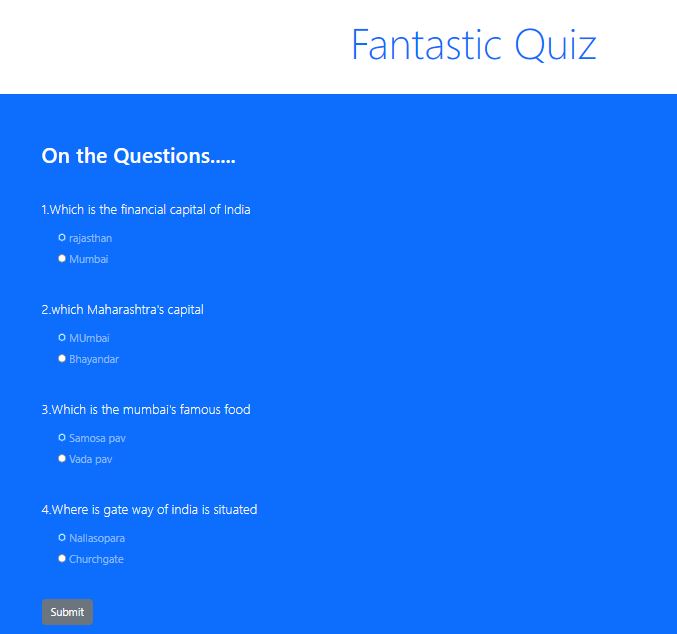 Fantastic Quiz
On the Questions.....
1.Which is the financial capital of India
rajasthan
Mumbai
2.which Maharashtra's capital
MUmbai
Bhayandar
3.Which is the mumbai's famous food
Samosa pav
Vada pav
4.Where is gate way of india is situated
Nallasopara
Churchgate
Submit